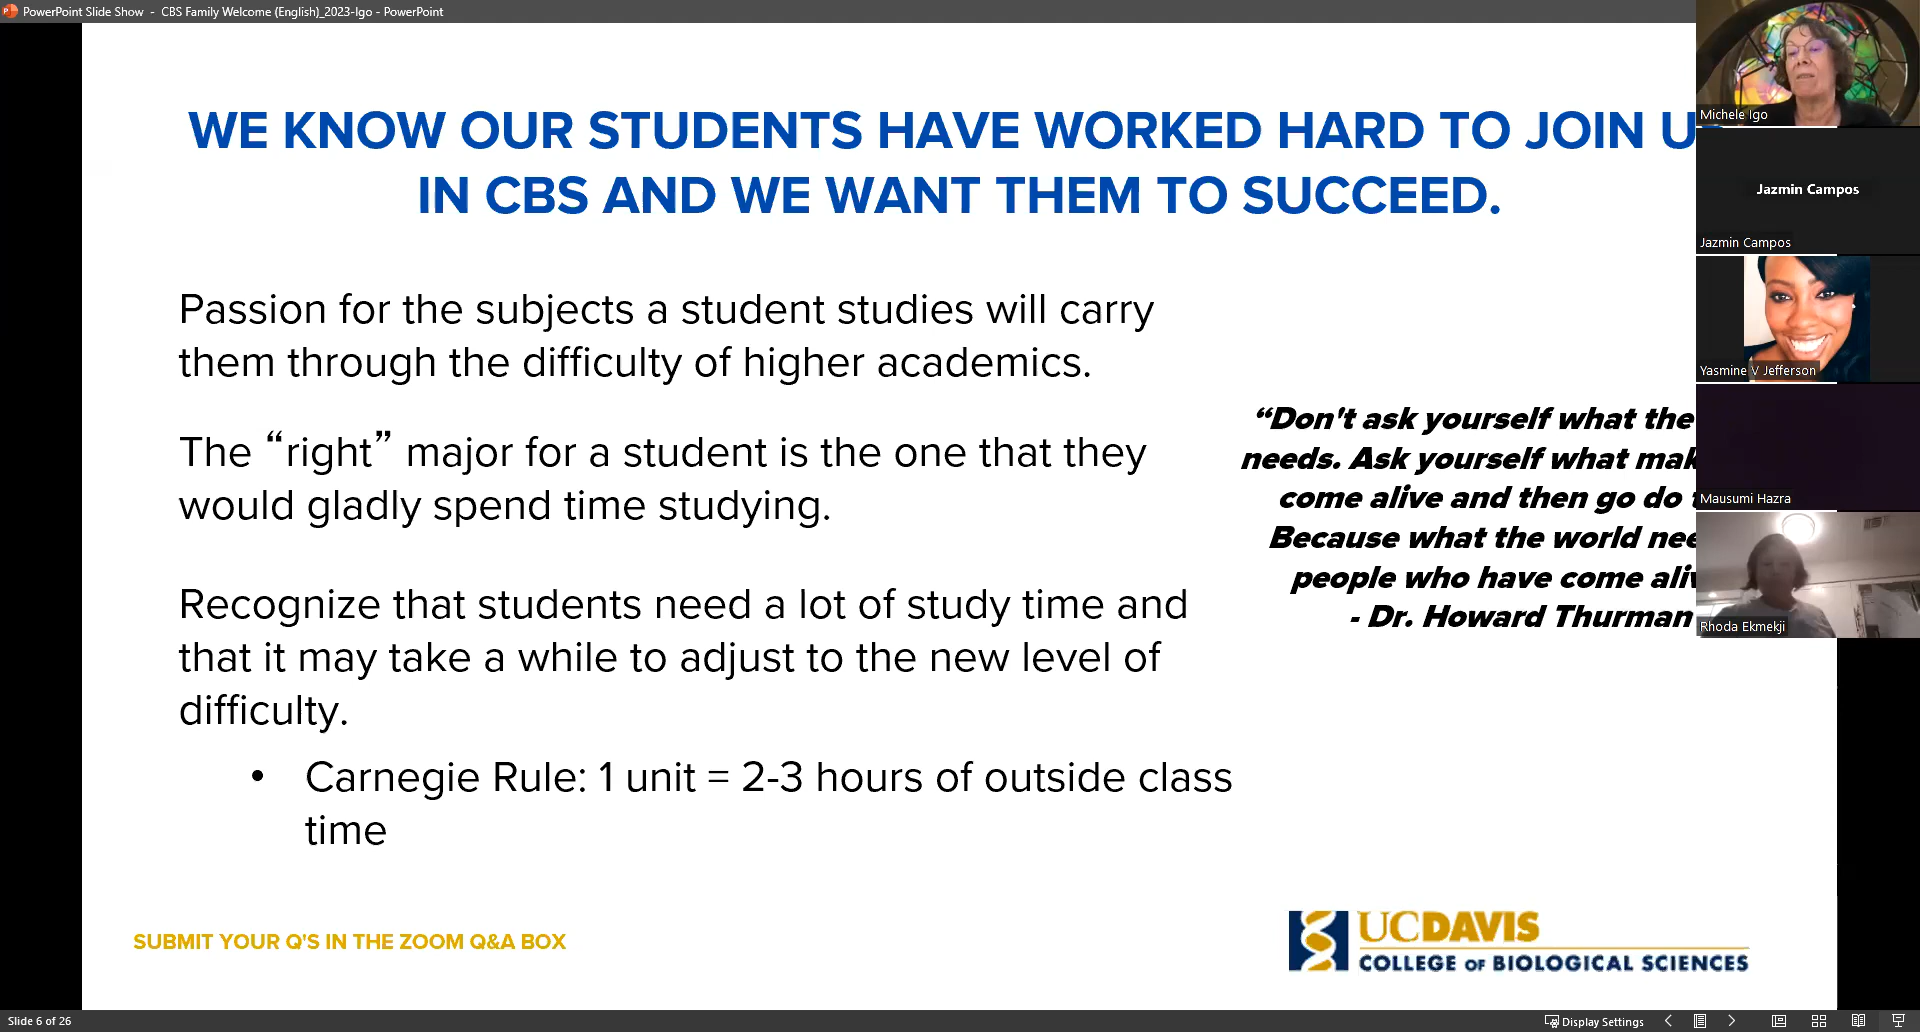 PowerPoint Slide Show - CBS Family Welcome (English)_2023-Igo - PowerPoint
WE KNOW OUR STUDENTS HAVE WORKED HARD TO JOIN
IN CBS AND WE WANT THEM TO SUCCEED.
Passion for the subjects a student studies will carry
them through the difficulty of higher academics.
The “right” major for a student is the one that they
would gladly spend time studying.
Recognize that students need a lot of study time and
that it may take a while to adjust to the new level of
difficulty.
• Carnegie Rule: 1 unit = 2-3 hours of outside class
time
“Don't ask yourself what the
needs. Ask yourself what
come alive and then go do
Because what the world
people who have come
- Dr. Howard Thurman
SUBMIT YOUR Q'S IN THE ZOOM Q&A BOX
UCDAVIS
COLLEGE OF BIOLOGICAL SCIENCES
Michele Igo
Jazmin Campos
Jazmin Campos
Yasmine V Jefferson
Mausumi Hazra
Rhoda Ekmekji
Slide 6 of 26
Display Settings